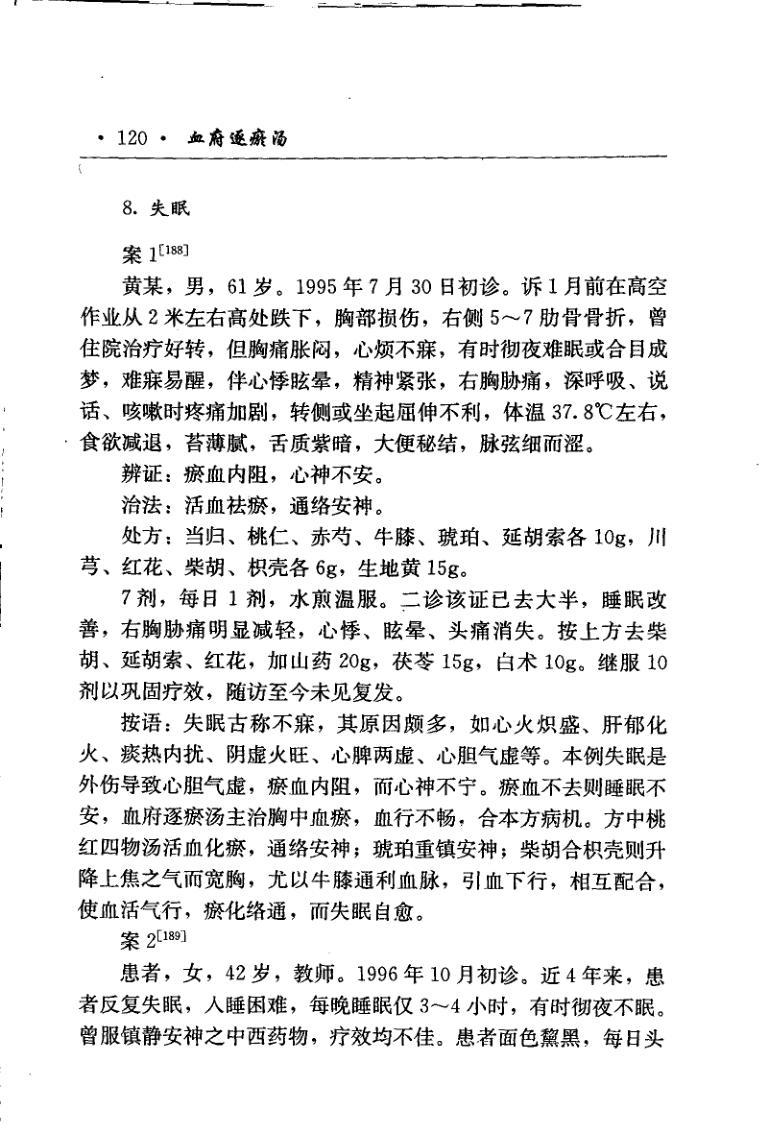 · 120 · 血府逐瘀汤
8. 失眠
案 1[188]
黄某，男，61 岁。1995 年 7 月 30 日初诊。诉 1 月前在高空
作业从 2 米左右高处跌下，胸部损伤，右侧 5～7 肋骨骨折，曾
住院治疗好转，但胸痛胀闷，心烦不寐，有时彻夜难眠或合目成
梦，难寐易醒，伴心悸眩晕，精神紧张，右胸胁痛，深呼吸、说
话、咳嗽时疼痛加剧，转侧或坐起屈伸不利，体温 37.8℃左右，
食欲减退，苔薄腻，舌质紫暗，大便秘结，脉弦细而涩。
辨证：瘀血内阻，心神不安。
治法：活血祛瘀，通络安神。
处方：当归、桃仁、赤芍、牛膝、琥珀、延胡索各 10g，川
芎、红花、柴胡、枳壳各 6g，生地黄 15g。
7 剂，每日 1 剂，水煎温服。二诊该证已去大半，睡眠改
善，右胸胁痛明显减轻，心悸、眩晕、头痛消失。按上方去柴
胡、延胡索、红花，加山药 20g，茯苓 15g，白术 10g。继服 10
剂以巩固疗效，随访至今未见复发。
按语：失眠古称不寐，其原因颇多，如心火炽盛、肝郁化
火、痰热内扰、阴虚火旺、心脾两虚、心胆气虚等。本例失眠是
外伤导致心胆气虚，瘀血内阻，而心神不宁。瘀血不去则睡眠不
安，血府逐瘀汤主治胸中血瘀，血行不畅，合本方病机。方中桃
红四物汤活血化瘀，通络安神；琥珀重镇安神；柴胡合枳壳则升
降上焦之气而宽胸，尤以牛膝通利血脉，引血下行，相互配合，
使血活气行，瘀化络通，而失眠自愈。
案 2[189]
患者，女，42 岁，教师。1996 年 10 月初诊。近 4 年来，患
者反复失眠，人睡困难，每晚睡眠仅 3～4 小时，有时彻夜不眠。
曾服镇静安神之中西药物，疗效均不佳。患者面色黧黑，每日头